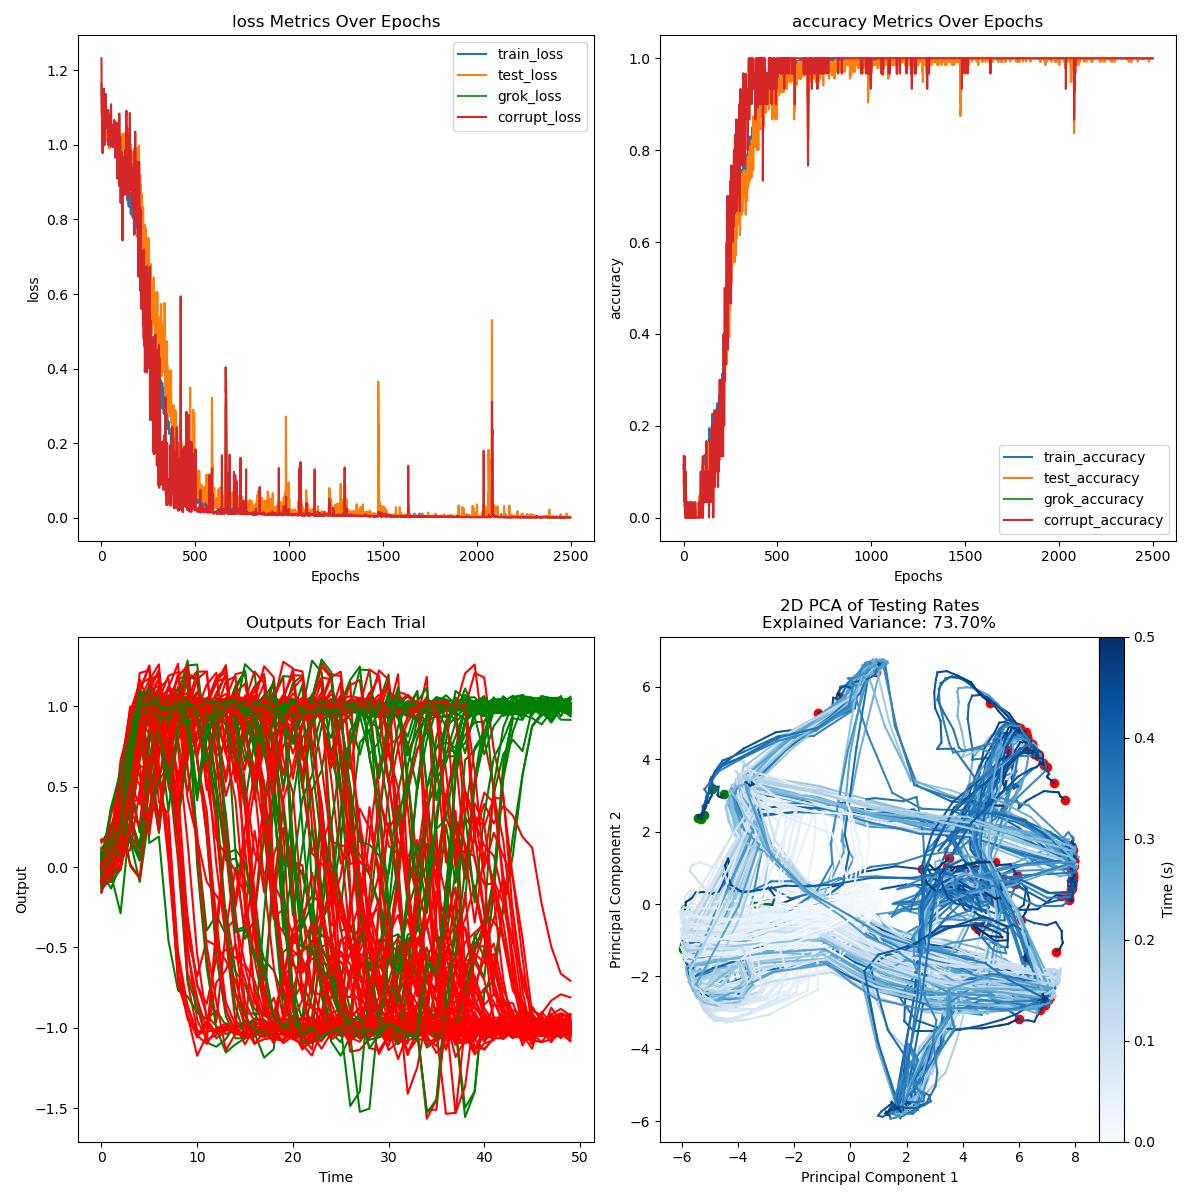 loss Metrics Over Epochs
1.2
1.0
0.8
0.6
0.4
0.2
0.0
loss
0
500
1000
1500
2000
2500
Epochs
train_loss
test_loss
grok_loss
corrupt_loss
accuracy Metrics Over Epochs
1.0
0.8
0.6
0.4
0.2
0.0
accuracy
0
500
1000
1500
2000
2500
Epochs
train_accuracy
test_accuracy
grok_accuracy
corrupt_accuracy
Outputs for Each Trial
1.0
0.5
0.0
−0.5
−1.0
−1.5
Output
0
10
20
30
40
50
Time
2D PCA of Testing Rates
Explained Variance: 73.70%
6
4
2
0
−2
−4
−6
Principal Component 2
−6
−4
−2
0
2
4
6
8
Principal Component 1
0.5
0.4
0.3
0.2
0.1
0.0
Time (s)